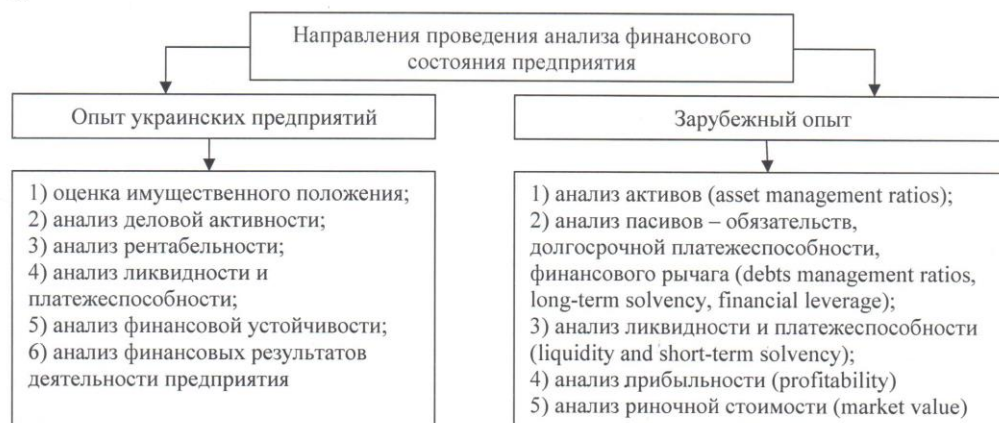 Направления проведения анализа финансового
состояния предприятия
Опыт украинских предприятий
Зарубежный опыт
1) оценка имущественного положения;
2) анализ деловой активности;
3) анализ рентабельности;
4) анализ ликвидности и
платежеспособности;
5) анализ финансовой устойчивости;
6) анализ финансовых результатов
деятельности предприятия
1) анализ активов (asset management ratios);
2) анализ пасивов – обязательств,
долгосрочной платежеспособности,
финансового рычага (debts management ratios,
long-term solvency, financial leverage);
3) анализ ликвидности и платежеспособности
(liquidity and short-term solvency);
4) анализ прибыльности (profitability)
5) анализ риночной стоимости (market value)